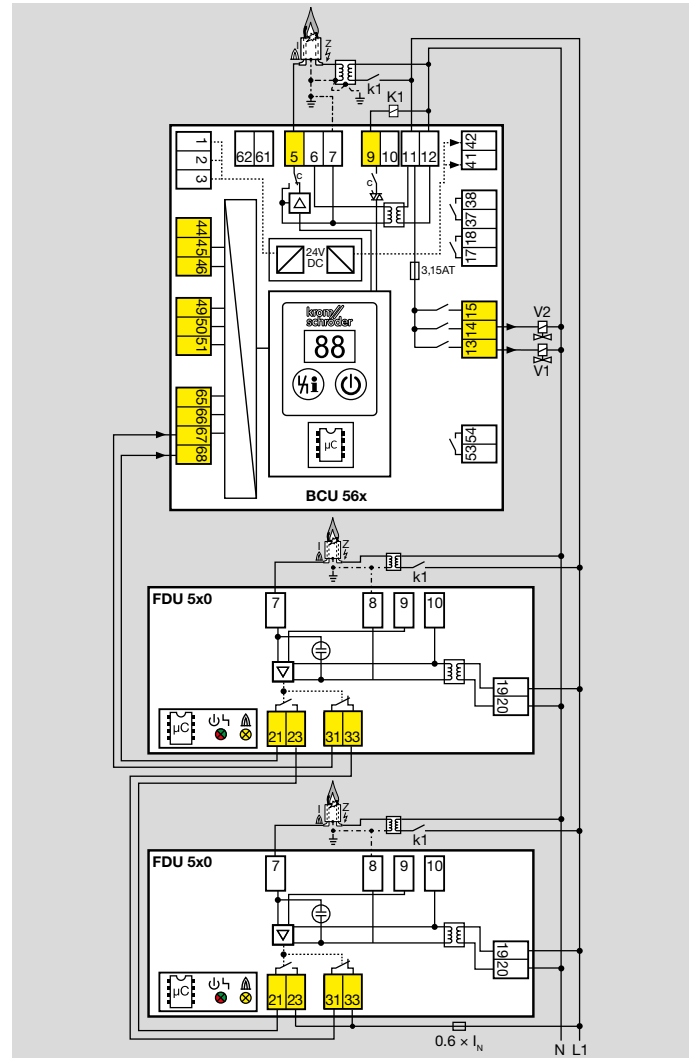 I Z
k1
K1
1 62 61 5 6 7 9 10 11 12 42
2 41
3
c c
38
37
44 18
45 24V 17
46 DC
3,15AT
krom//
schröder
49 15 V2
50 88 14
51 13 V1
i
65
66
67 µC 54
68 53
BCU 56x
I Z
k1
FDU 5x0
7 8 9 10
19 20
µC
21 23 31 33
I Z
k1
FDU 5x0
7 8 9 10
19 20
µC
21 23 31 33
0.6 × IN
N L1